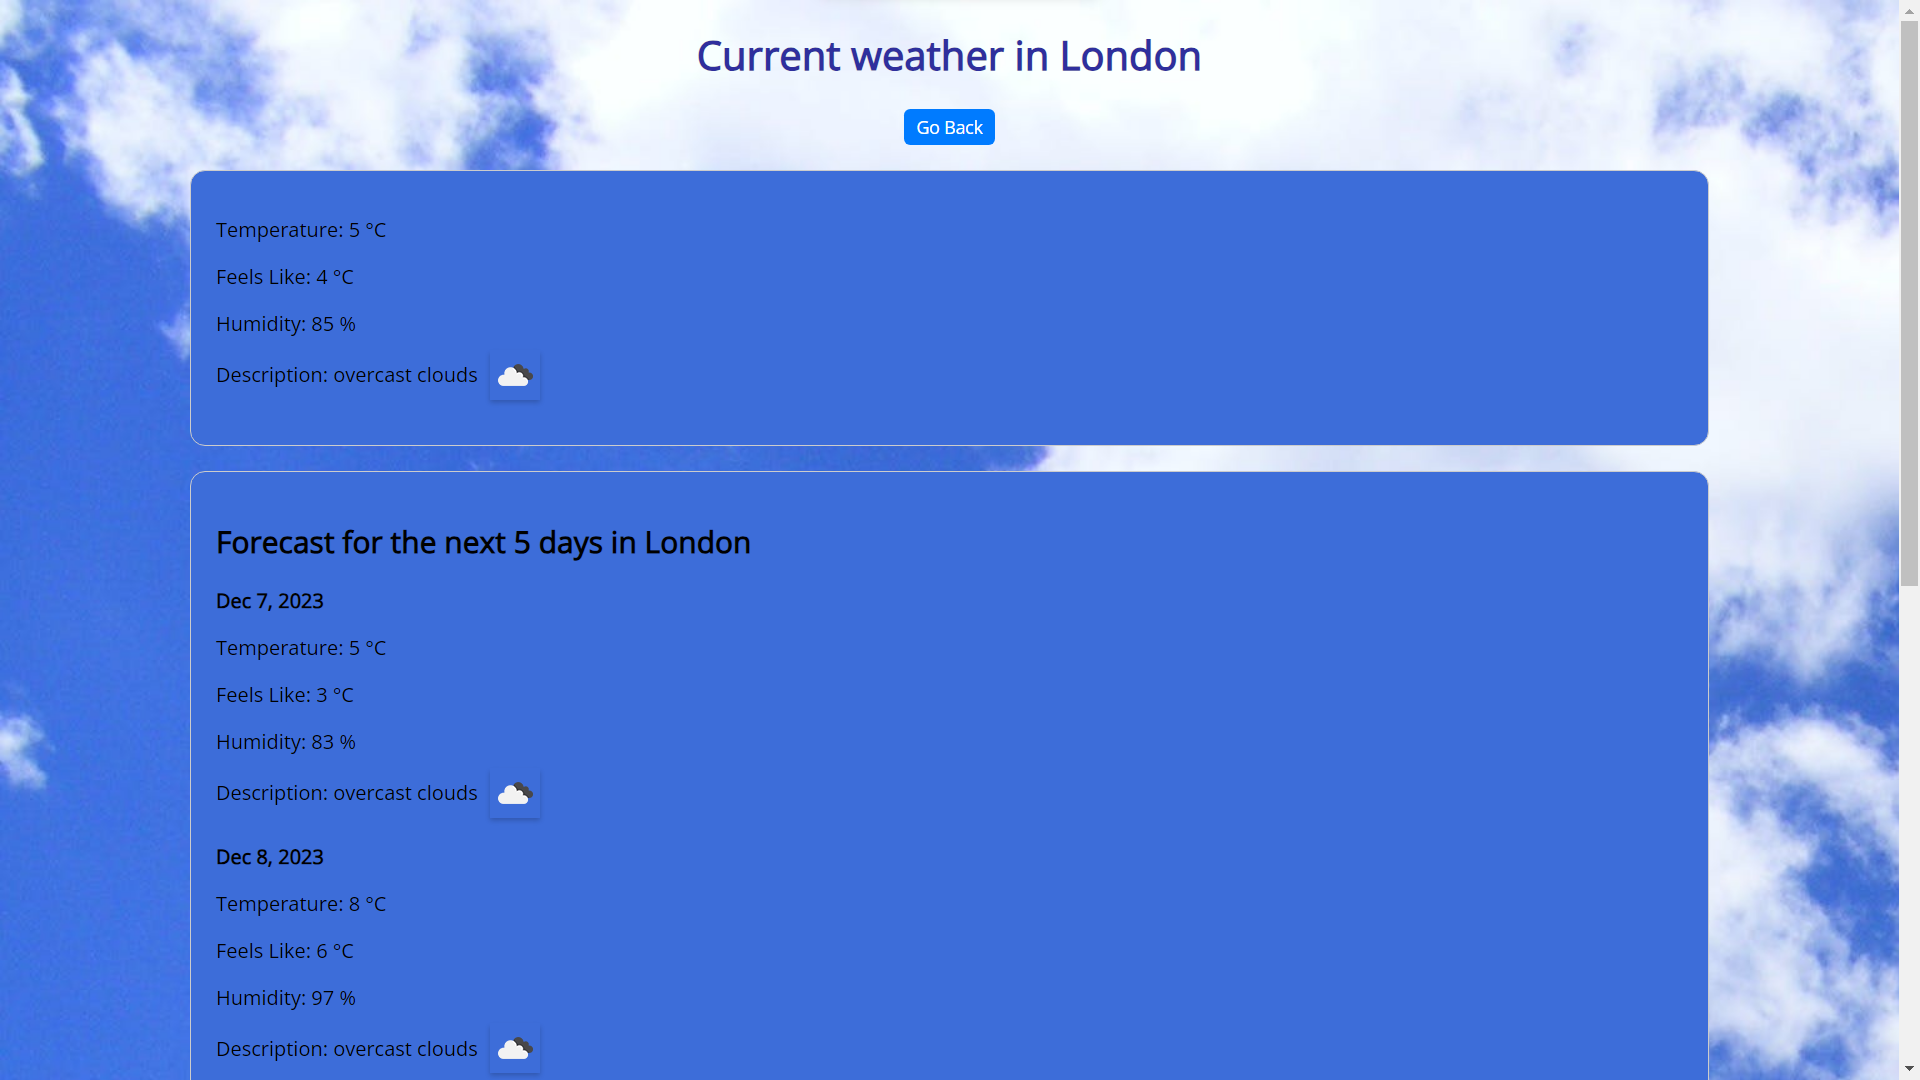 Current weather in London
Go Back
Temperature: 5 °C
Feels Like: 4 °C
Humidity: 85 %
Description: overcast clouds
Forecast for the next 5 days in London
Dec 7, 2023
Temperature: 5 °C
Feels Like: 3 °C
Humidity: 83 %
Description: overcast clouds
Dec 8, 2023
Temperature: 8 °C
Feels Like: 6 °C
Humidity: 97 %
Description: overcast clouds